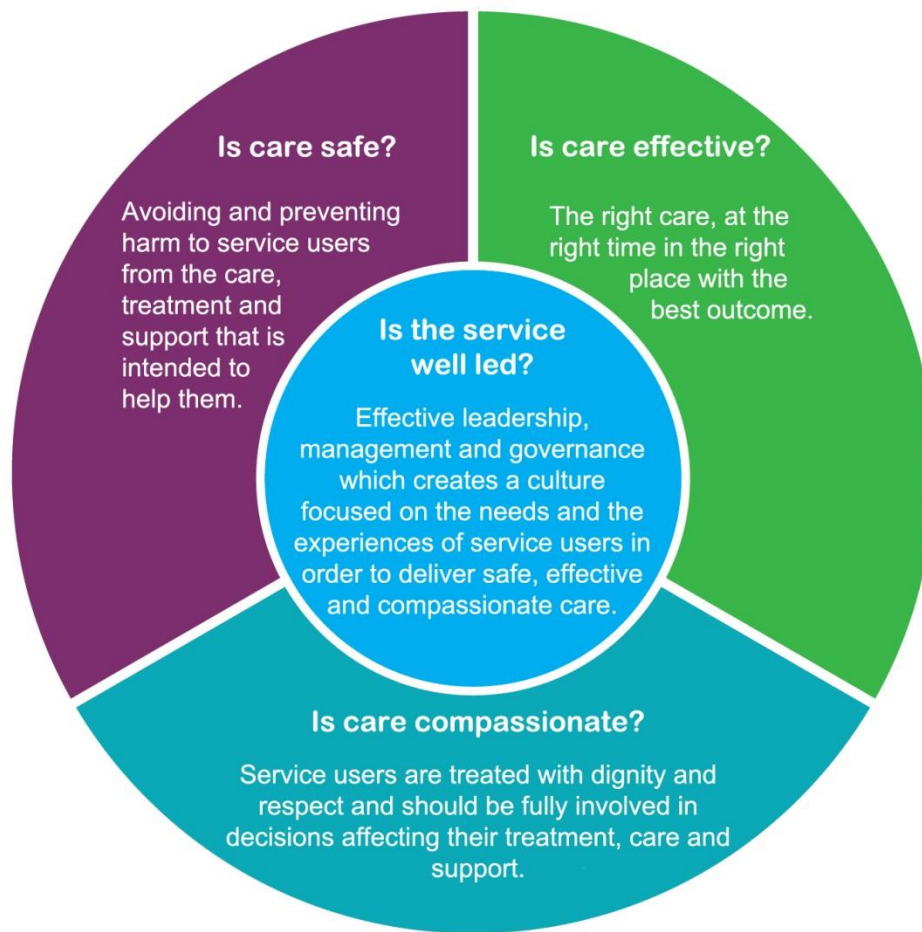 Is care safe?
Avoiding and preventing
harm to service users
from the care,
treatment and
support that is
intended to
help them.
Is care effective?
The right care, at the
right time in the right
place with the
best outcome.
Is the service
well led?
Effective leadership,
management and governance
which creates a culture
focused on the needs and the
experiences of service users in
order to deliver safe, effective
and compassionate care.
Is care compassionate?
Service users are treated with dignity and
respect and should be fully involved in
decisions affecting their treatment, care and
support.